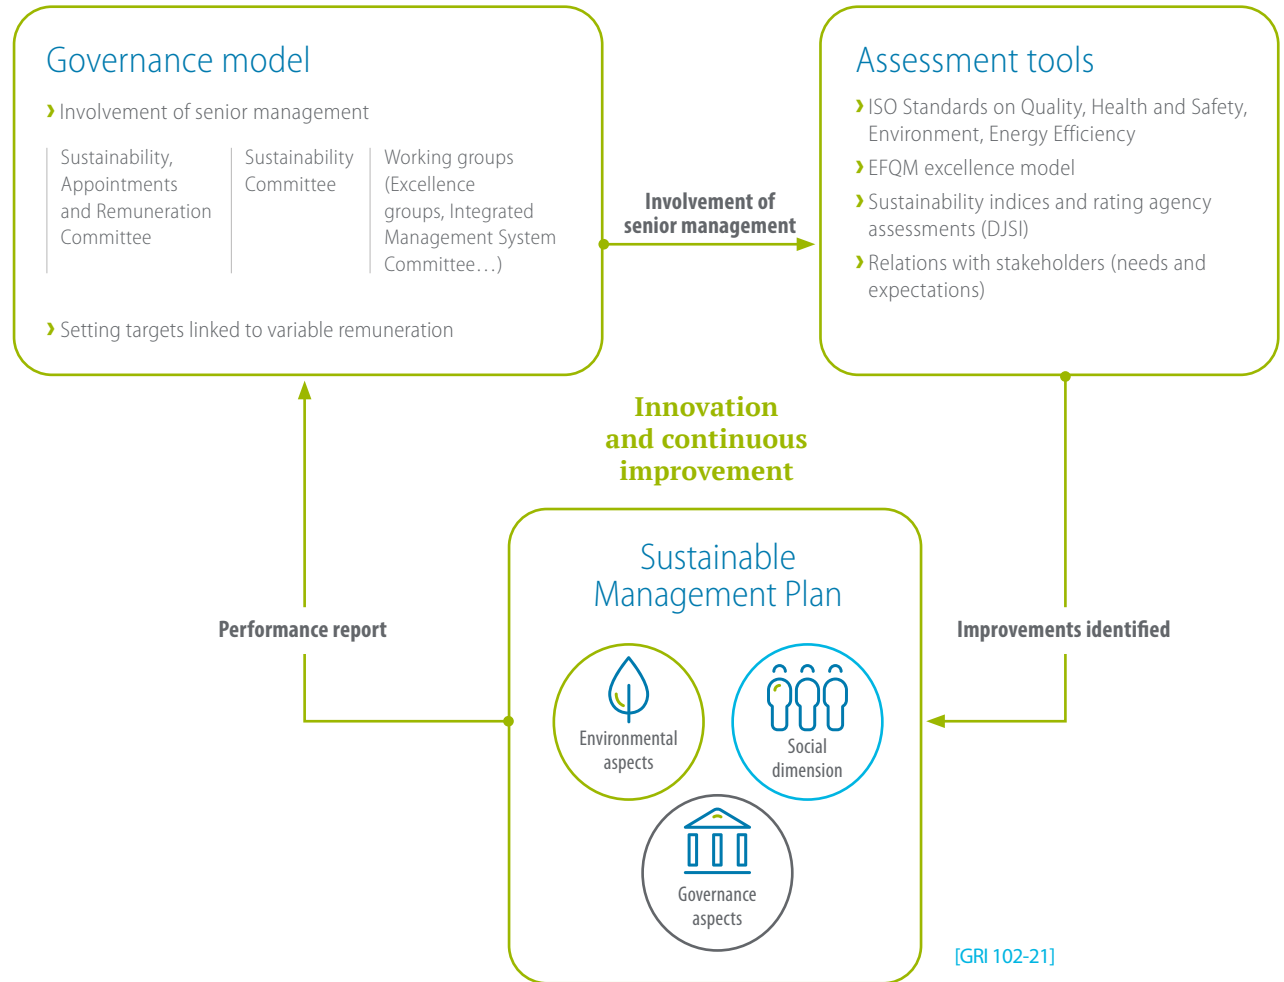 Governance model
❯ Involvement of senior management
Sustainability,
Appointments
and Remuneration
Committee
Sustainability
Committee
Working groups
(Excellence
groups, Integrated
Management System
Committee…)
❯ Setting targets linked to variable remuneration
Involvement of
senior management
Assessment tools
❯ ISO Standards on Quality, Health and Safety,
Environment, Energy Efficiency
❯ EFQM excellence model
❯ Sustainability indices and rating agency
assessments (DJSI)
❯ Relations with stakeholders (needs and
expectations)
Innovation
and continuous
improvement
Performance report
Improvements identified
Sustainable
Management Plan
Environmental
aspects
Social
dimension
Governance
aspects
[GRI 102-21]